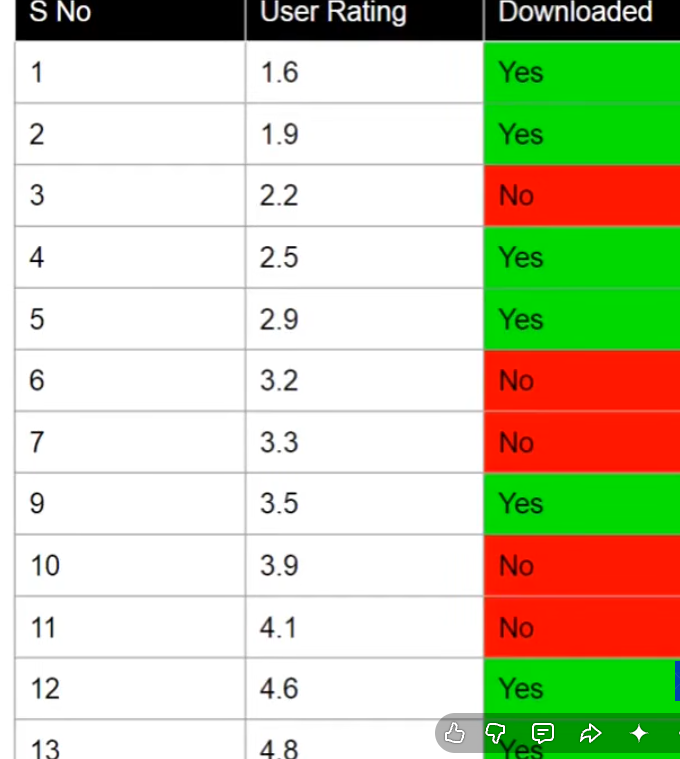 S No User Rating Downloaded
1 1.6 Yes
2 1.9 Yes
3 2.2 No
4 2.5 Yes
5 2.9 Yes
6 3.2 No
7 3.3 No
9 3.5 Yes
10 3.9 No
11 4.1 No
12 4.6 Yes
13 4.8 Yes